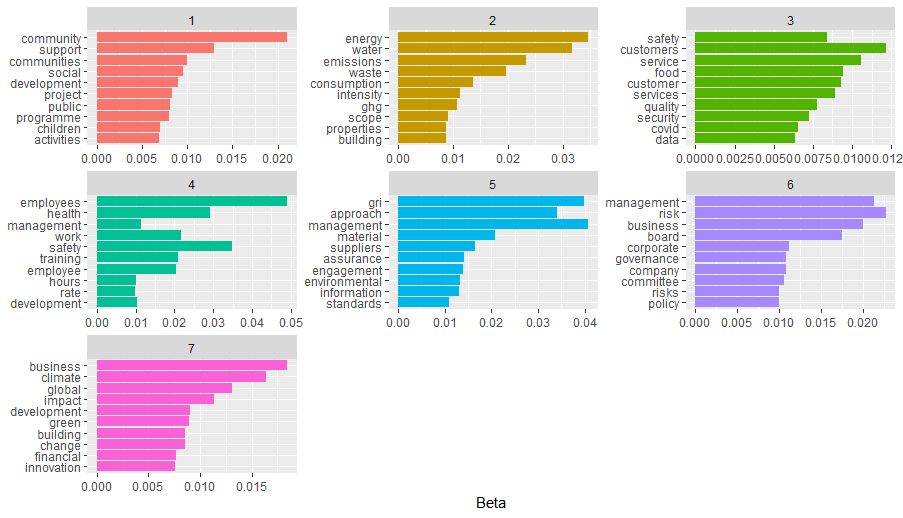 1
community
support
communities
social
development
project
public
programme
children
activities
0.000 0.005 0.010 0.015 0.020
2
energy
water
emissions
waste
consumption
intensity
ghg
scope
properties
building
0.00 0.01 0.02 0.03
3
safety
customers
service
food
customer
services
quality
security
covid
data
0.0000 0.0025 0.0050 0.0075 0.0100 0.0125
4
employees
health
management
work
safety
training
employee
hours
rate
development
0.00 0.01 0.02 0.03 0.04 0.05
5
gri
approach
management
material
suppliers
assurance
engagement
environmental
information
standards
0.00 0.01 0.02 0.03 0.04
6
management
risk
business
board
corporate
governance
company
committee
risks
policy
0.000 0.005 0.010 0.015 0.020
7
business
climate
global
impact
development
green
building
change
financial
innovation
0.000 0.005 0.010 0.015
Beta